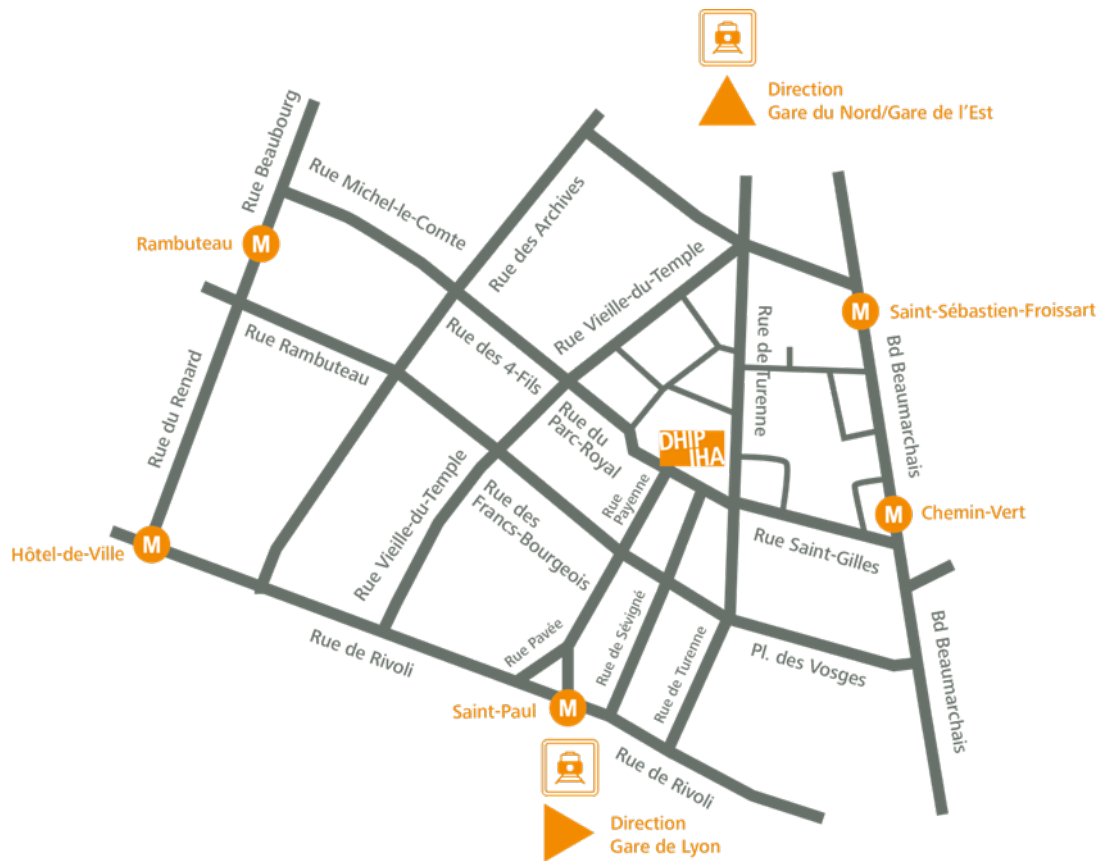 Direction
Gare du Nord/Gare de l'Est
Rue Beaubourg
Rue Michel-le-Comte
Rue des Archives
Rambuteau
M
Rue Vieille-du-Temple
M
Saint-Sébastien-Froissart
Rue Rambuteau
Rue des 4-Fils
Rue de Turenne
Bd Beaumarchais
Rue du Renard
Rue du
Parc-Royal
DHIP
IHA
Rue Vieille-du-Temple
Rue des
Francs-Bourgeois
Rue
Payenne
M
Chemin-Vert
Hôtel-de-Ville
M
Rue Saint-Gilles
Rue de Rivoli
Rue Pavée
Rue de Sévigné
Rue de Turenne
Pl. des Vosges
Bd Beaumarchais
Saint-Paul
M
Rue de Rivoli
Direction
Gare de Lyon